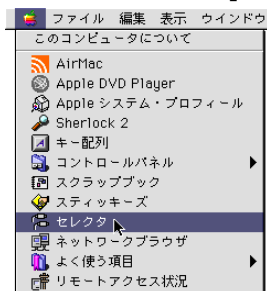 ファイル 編集 表示 ウインドウ
このコンピュータについて
AirMac
Apple DVD Player
Apple システム・プロフィール
Sherlock 2
キー配列
コントロールパネル
スクラップブック
スティッキーズ
セレクタ
ネットワークブラウザ
よく使う項目
リモートアクセス状況